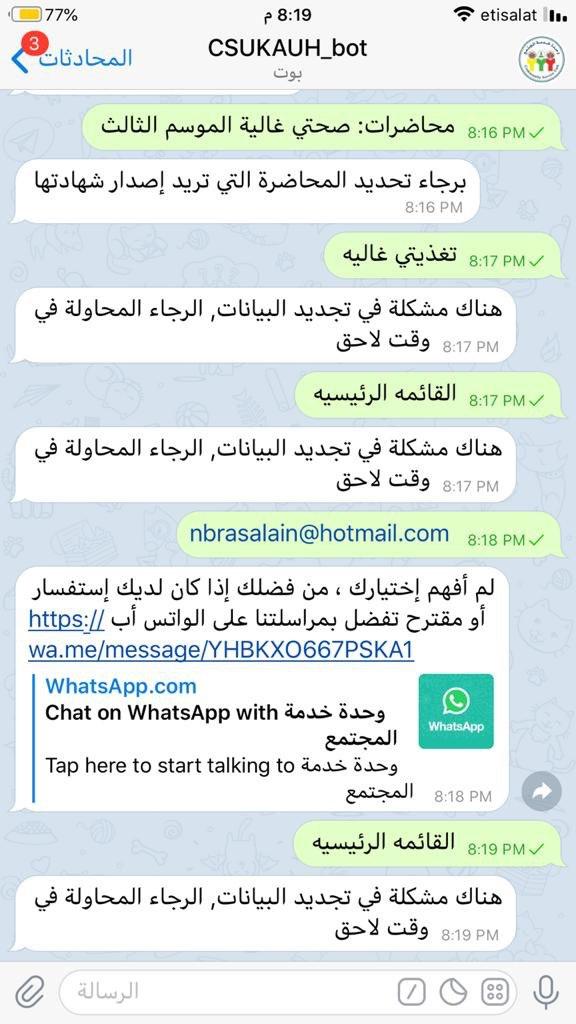 77%
8:19 م
etisalat
3
المحادثات
CSUKAUH_bot
بوت
محاضرات: صحتي غالية الموسم الثالث
8:16 PM
برجاء تحديد المحاضرة التي تريد إصدار شهادتها
8:16 PM
تغذيتي غاليه
8:17 PM
هناك مشكلة في تجديد البيانات, الرجاء المحاولة في
وقت لاحق
8:17 PM
القائمه الرئيسيه
8:17 PM
هناك مشكلة في تجديد البيانات, الرجاء المحاولة في
وقت لاحق
8:17 PM
nbrasalain@hotmail.com
8:18 PM
لم أفهم إختيارك ، من فضلك إذا كان لديك إستفسار
أو مقترح تفضل بمراسلتنا على الواتس أب https://
wa.me/message/YHBKXO667PSKA1
WhatsApp.com
Chat on WhatsApp with وحدة خدمة
المجتمع
Tap here to start talking to وحدة خدمة
المجتمع
WhatsApp
8:18 PM
القائمه الرئيسيه
8:19 PM
هناك مشكلة في تجديد البيانات, الرجاء المحاولة في
وقت لاحق
8:19 PM
الرسالة